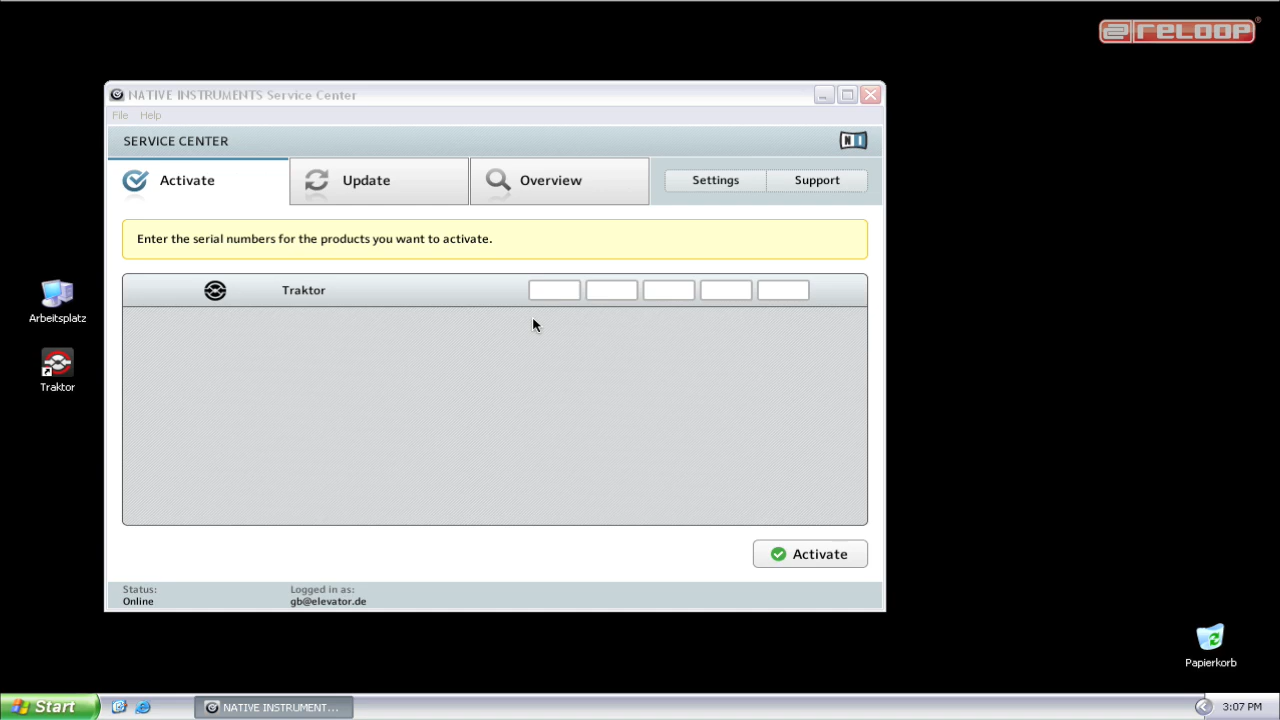 reloop
NATIVE INSTRUMENTS Service Center
File Help
SERVICE CENTER
NI
Activate Update Overview Settings Support
Enter the serial numbers for the products you want to activate.
Traktor
Arbeitsplatz
Traktor
Activate
Status: Logged in as:
Online gb@elevator.de
Papierkorb
Start NATIVE INSTRUMENT... 3:07 PM